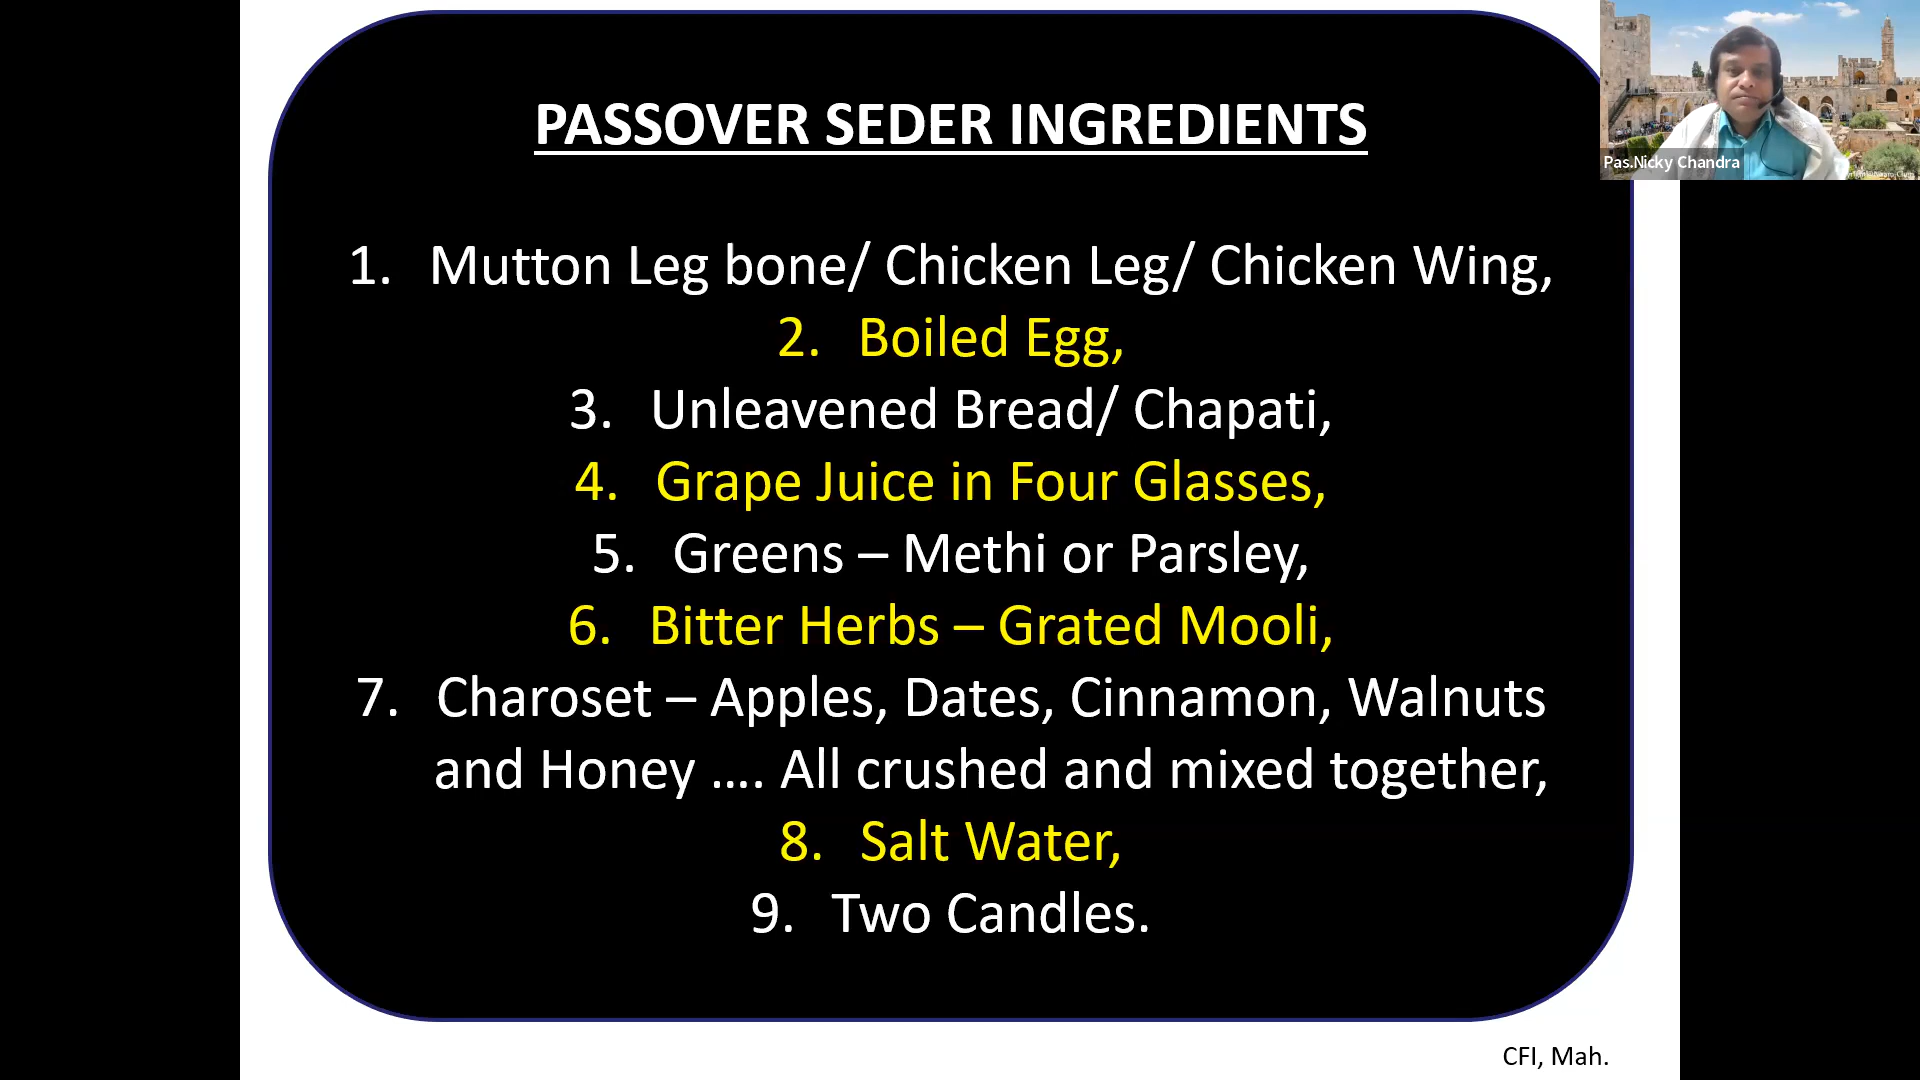 PASSOVER SEDER INGREDIENTS
Pas.Nicky Chandra
1. Mutton Leg bone/ Chicken Leg/ Chicken Wing,
2. Boiled Egg,
3. Unleavened Bread/ Chapati,
4. Grape Juice in Four Glasses,
5. Greens – Methi or Parsley,
6. Bitter Herbs – Grated Mooli,
7. Charoset – Apples, Dates, Cinnamon, Walnuts
and Honey …. All crushed and mixed together,
8. Salt Water,
9. Two Candles.
CFI, Mah.